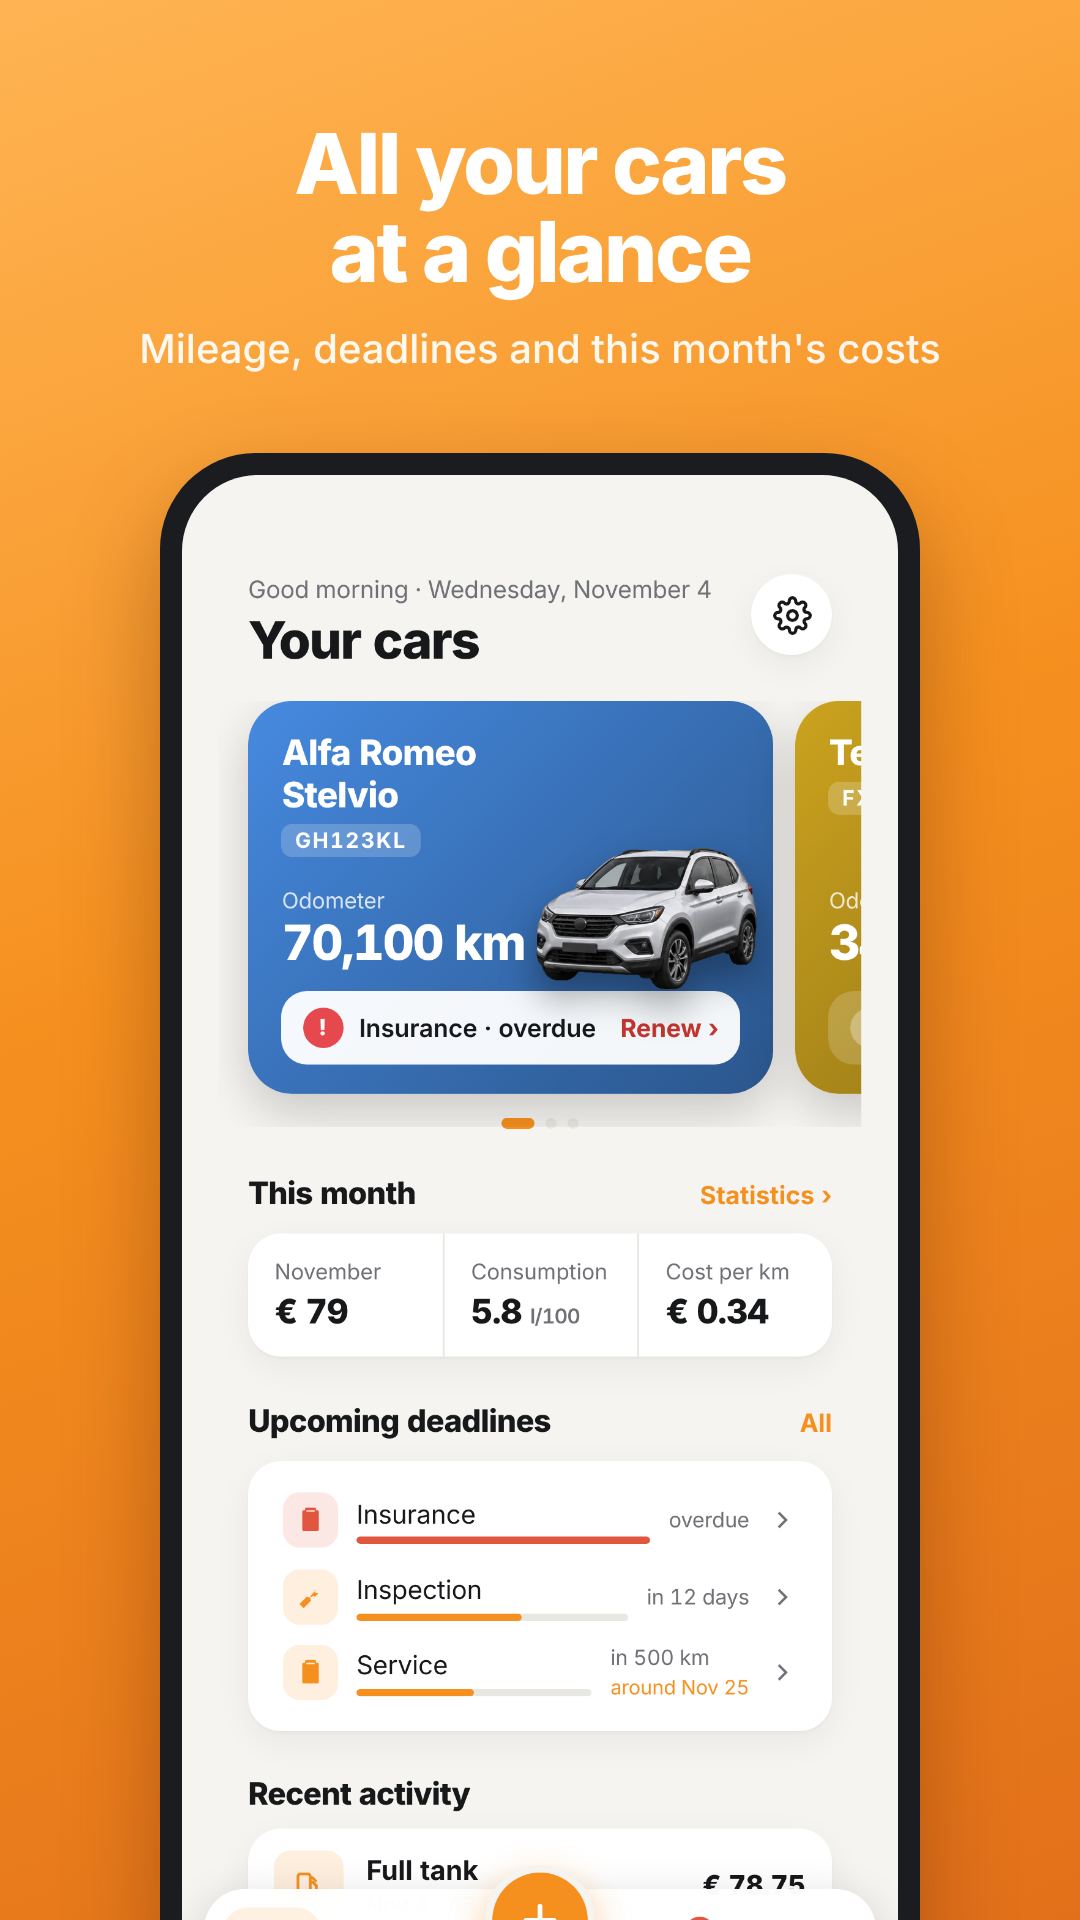 All your cars
at a glance
Mileage, deadlines and this month's costs
Good morning · Wednesday, November 4
Your cars
Alfa Romeo
Stelvio
GH123KL
Odometer
70,100 km
! Insurance · overdue Renew ›
This month
Statistics ›
November
€ 79
Consumption
5.8 l/100
Cost per km
€ 0.34
Upcoming deadlines
All
Insurance
overdue
Inspection
in 12 days
Service
in 500 km
around Nov 25
Recent activity
Full tank
€ 78.75